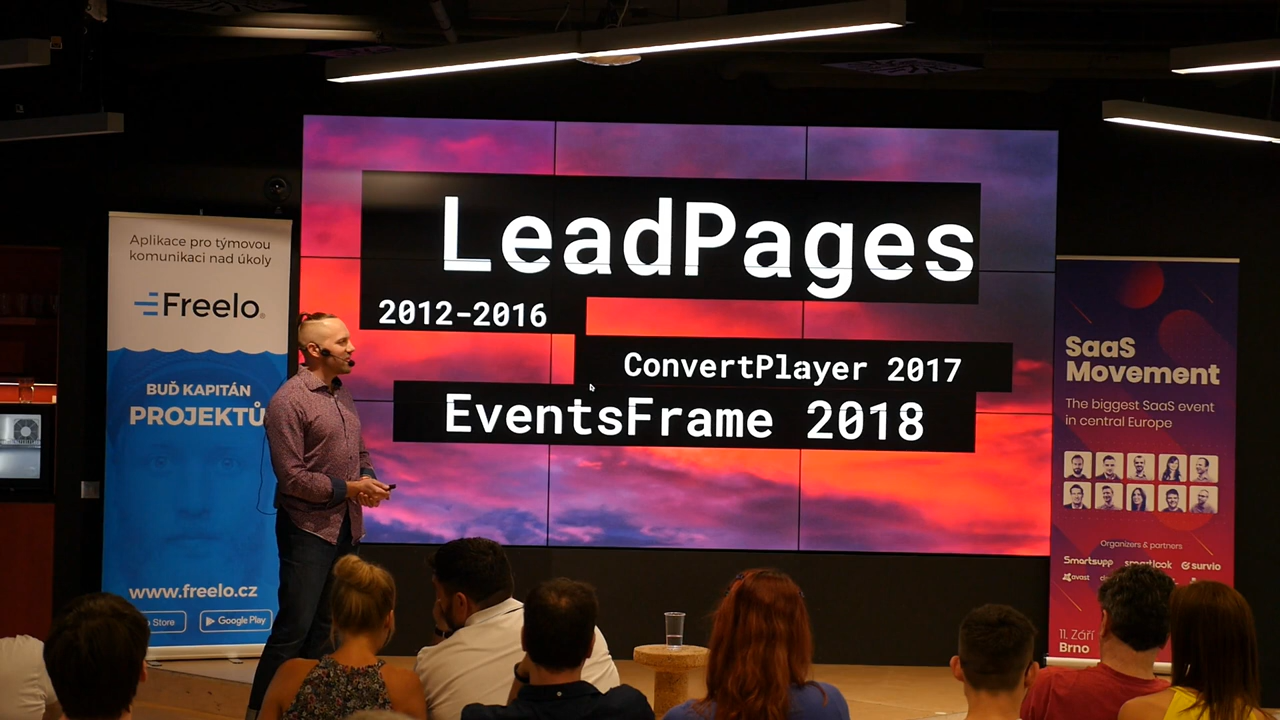 Aplikace pro týmovou
komunikaci nad úkoly
Freelo
BUĎ KAPITÁN
PROJEKTŮ
www.freelo.cz
Store
Google Play
LeadPages
2012-2016
ConvertPlayer 2017
EventsFrame 2018
SaaS
Movement
The biggest SaaS event
in central Europe
Organizers & partners
Smartsupp smartlook survio
avast
11. Září
Brno